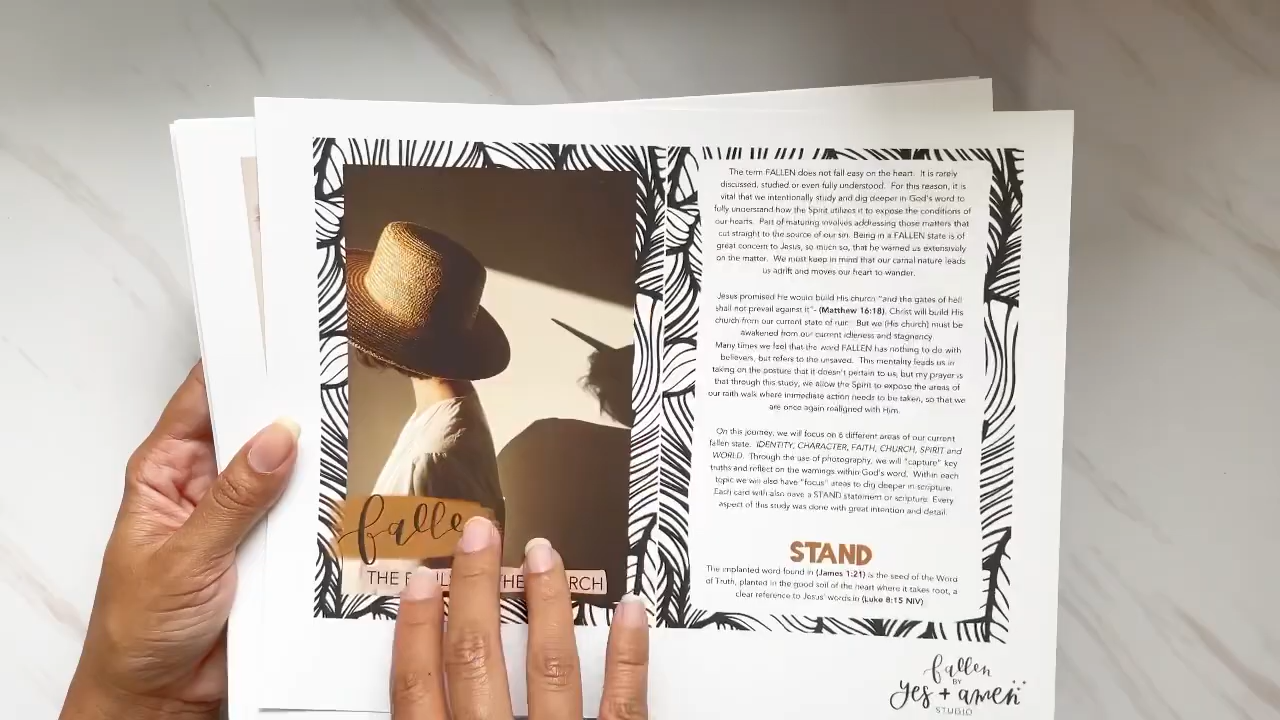 falle
THE
THE
RCH
The term FALLEN does not fall easy on the heart. It is rarely
discussed, studied or even fully understood. For this reason, it is
vital that we intentionally study and dig deeper in God's word to
fully understand how the Spirit utilizes it to expose the conditions of
our hearts. Part of maturing involves addressing those matters that
cut straight to the source of our sin. Being in a FALLEN state is of
great concern to Jesus, so much so, that he warned us extensively
on the matter. We must keep in mind that our carnal nature leads
us adrift and moves our heart to wander.
Jesus promised He would build His church "and the gates of hell
shall not prevail against it"- (Matthew 16:18). Christ will build His
church from our current state of ruin. But we (His church) must be
awakened from our current idleness and stagnancy.
Many times we feel that the word FALLEN has nothing to do with
believers, but refers to the unsaved. This mentality leads us in
taking on the posture that it doesn't pertain to us; but my prayer is
that through this study, we allow the Spirit to expose the areas of
our faith walk where immediate action needs to be taken, so that we
are once again realigned with Him.
On this journey, we will focus on 6 different areas of our current
fallen state. IDENTITY, CHARACTER, FAITH, CHURCH, SPIRIT and
WORLD. Through the use of photography, we will "capture" key
truths and reflect on the warnings within God's word. Within each
topic we will also have "focus" areas to dig deeper in scripture.
Each card with also have a STAND statement or scripture. Every
aspect of this study was done with great intention and detail.
STAND
The implanted word found in (James 1:21) is the seed of the Word
of Truth, planted in the good soil of the heart where it takes root, a
clear reference to Jesus' words in (Luke 8:15 NIV)
fallen
BY
yes + amen
STUDIO